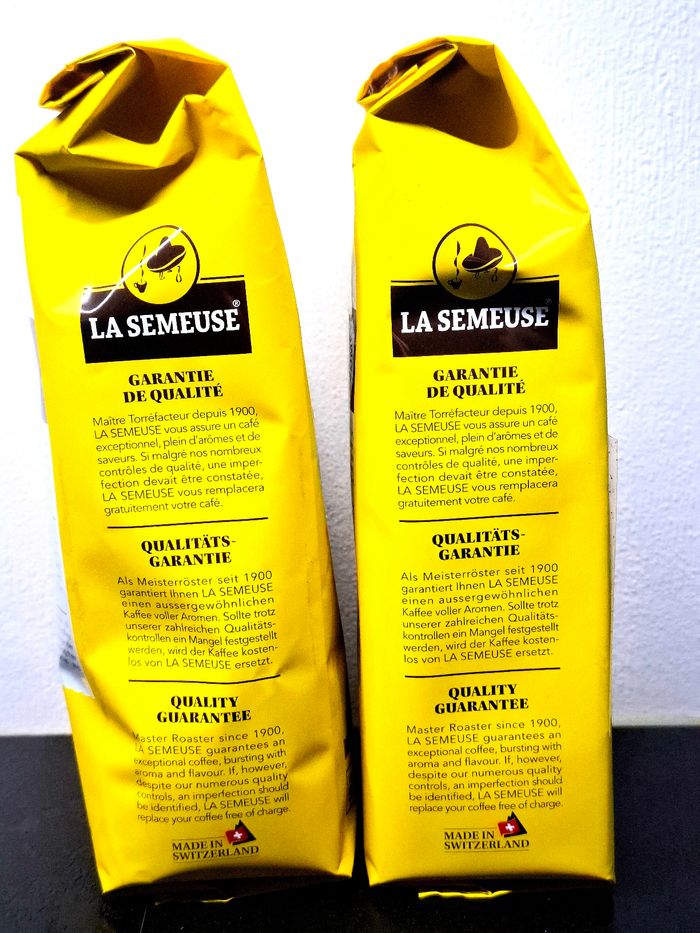 LA SEMEUSE®
GARANTIE
DE QUALITÉ
Maître Torréfacteur depuis 1900,
LA SEMEUSE vous assure un café
exceptionnel, plein d'arômes et de
saveurs. Si malgré nos nombreux
contrôles de qualité, une imper-
fection devait être constatée,
LA SEMEUSE vous remplacera
gratuitement votre café.
QUALITÄTS-
GARANTIE
Als Meisterröster seit 1900
garantiert Ihnen LA SEMEUSE
einen aussergewöhnlichen
Kaffee voller Aromen. Sollte trotz
unserer zahlreichen Qualitäts-
kontrollen ein Mangel festgestellt
werden, wird der Kaffee kosten-
los von LA SEMEUSE ersetzt.
QUALITY
GUARANTEE
Master Roaster since 1900,
LA SEMEUSE guarantees an
exceptional coffee, bursting with
aroma and flavour. If, however,
despite our numerous quality
controls, an imperfection should
be identified, LA SEMEUSE will
replace your coffee free of charge.
MADE IN
SWITZERLAND
LA SEMEUSE®
GARANTIE
DE QUALITÉ
Maître Torréfacteur depuis 1900,
LA SEMEUSE vous assure un café
exceptionnel, plein d'arômes et de
saveurs. Si malgré nos nombreux
contrôles de qualité, une imper-
fection devait être constatée,
LA SEMEUSE vous remplacera
gratuitement votre café.
QUALITÄTS-
GARANTIE
Als Meisterröster seit 1900
garantiert Ihnen LA SEMEUSE
einen aussergewöhnlichen
Kaffee voller Aromen. Sollte trotz
unserer zahlreichen Qualitäts-
kontrollen ein Mangel festgestellt
werden, wird der Kaffee kosten-
los von LA SEMEUSE ersetzt.
QUALITY
GUARANTEE
Master Roaster since 1900,
LA SEMEUSE guarantees an
exceptional coffee, bursting with
aroma and flavour. If, however,
despite our numerous quality
controls, an imperfection should
be identified, LA SEMEUSE will
replace your coffee free of charge.
MADE IN
SWITZERLAND